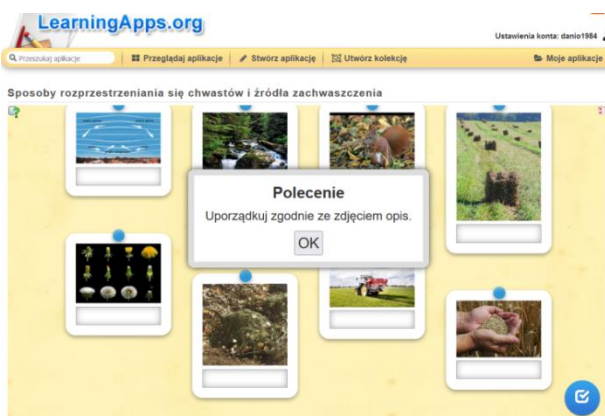 LearningApps.org
Ustawienia konta: danio1984
Przeszukaj aplikacje
Przeglądaj aplikacje
Stwórz aplikację
Utwórz kolekcję
Moje aplikacje
Sposoby rozprzestrzeniania się chwastów i źródła zachwaszczenia
Polecenie
Uporządkuj zgodnie ze zdjęciem opis.
OK